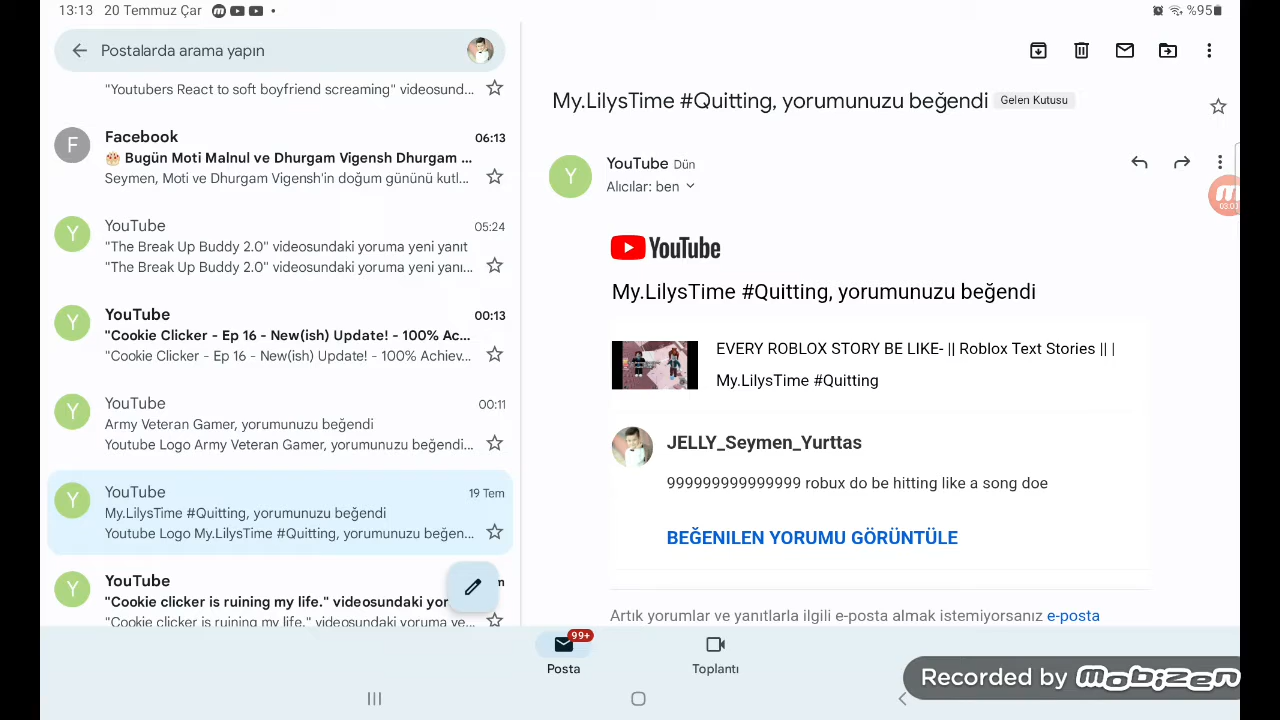 13:13 20 Temmuz Çar
%95
Postalarda arama yapın
"Youtubers React to soft boyfriend screaming" videosund...
F
Facebook 06:13
🎂 Bugün Moti Malnul ve Dhurgam Vigensh Dhurgam ...
Seymen, Moti ve Dhurgam Vigensh'in doğum gününü kutl...
Y
YouTube 05:24
"The Break Up Buddy 2.0" videosundaki yoruma yeni yanıt
"The Break Up Buddy 2.0" videosundaki yoruma yeni yanı...
Y
YouTube 00:13
"Cookie Clicker - Ep 16 - New(ish) Update! - 100% Ac...
"Cookie Clicker - Ep 16 - New(ish) Update! - 100% Achiev...
Y
YouTube 00:11
Army Veteran Gamer, yorumunuzu beğendi
Youtube Logo Army Veteran Gamer, yorumunuzu beğendi...
Y
YouTube 19 Tem
My.LilysTime #Quitting, yorumunuzu beğendi
Youtube Logo My.LilysTime #Quitting, yorumunuzu beğen...
Y
YouTube
"Cookie clicker is ruining my life." videosundaki yor
"Cookie clicker is ruining my life." videosundaki yoruma ye...
My.LilysTime #Quitting, yorumunuzu beğendi Gelen Kutusu
Y
YouTube Dün
Alıcılar: ben
03:03
YouTube
My.LilysTime #Quitting, yorumunuzu beğendi
EVERY ROBLOX STORY BE LIKE- || Roblox Text Stories || |
My.LilysTime #Quitting
JELLY_Seymen_Yurttas
999999999999999 robux do be hitting like a song doe
BEĞENILEN YORUMU GÖRÜNTÜLE
Artık yorumlar ve yanıtlarla ilgili e-posta almak istemiyorsanız e-posta
99+
Posta
Toplantı
Recorded by mobizen